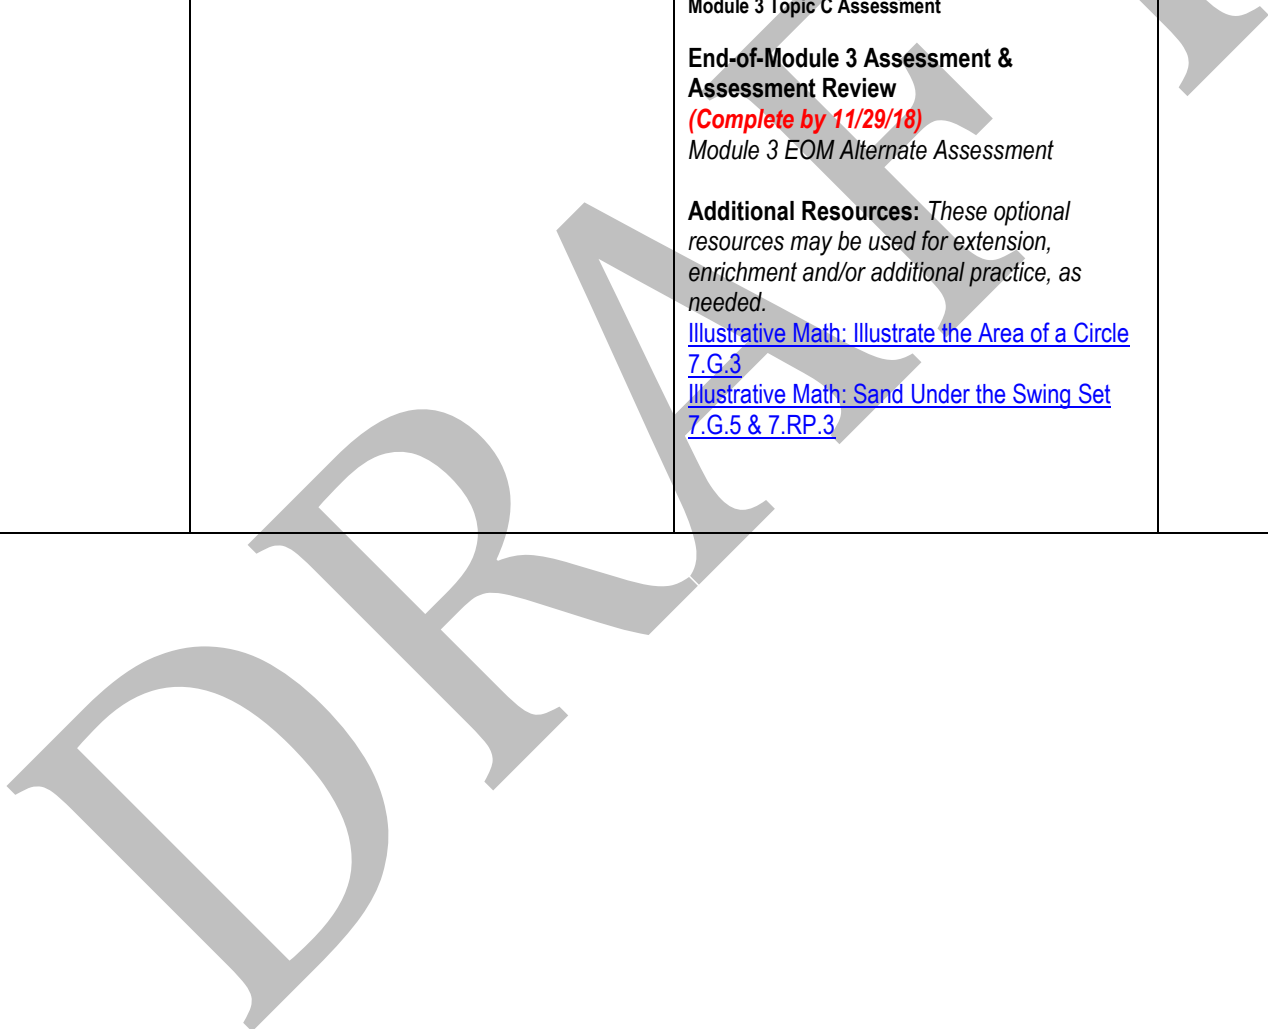 Module 3 Topic C Assessment
End-of-Module 3 Assessment &
Assessment Review
(Complete by 11/29/18)
Module 3 EOM Alternate Assessment
Additional Resources: These optional
resources may be used for extension,
enrichment and/or additional practice, as
needed.
Illustrative Math: Illustrate the Area of a Circle
7.G.3
Illustrative Math: Sand Under the Swing Set
7.G.5 & 7.RP.3
DRAF